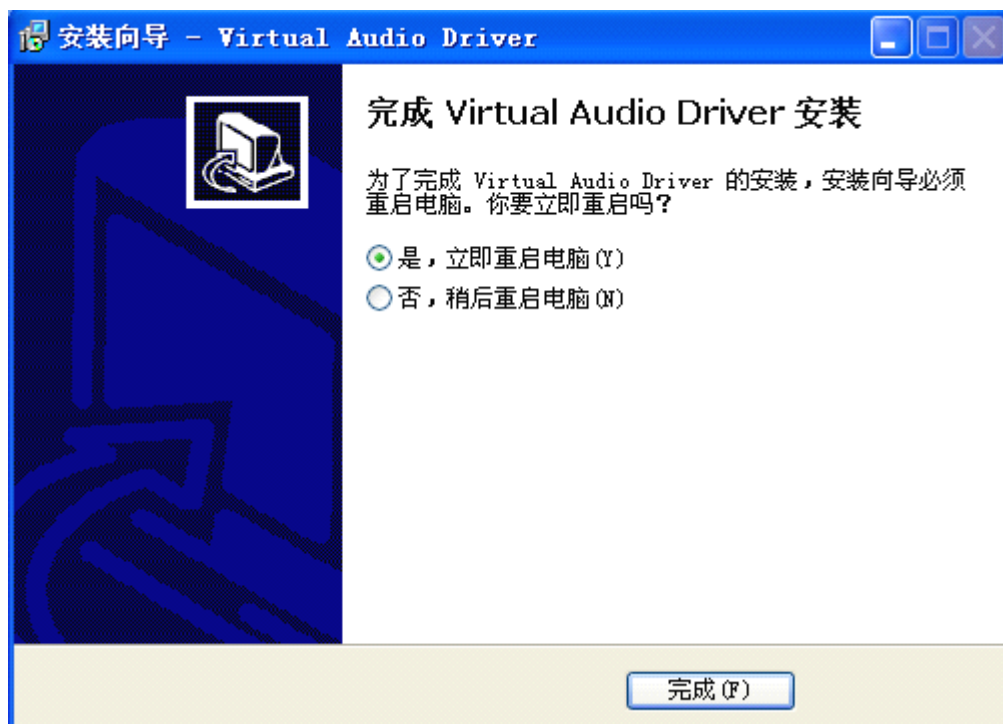 安装向导 - Virtual Audio Driver
完成 Virtual Audio Driver 安装
为了完成 Virtual Audio Driver 的安装，安装向导必须
重启电脑。你要立即重启吗？
是，立即重启电脑(Y)
否，稍后重启电脑(N)
完成(F)